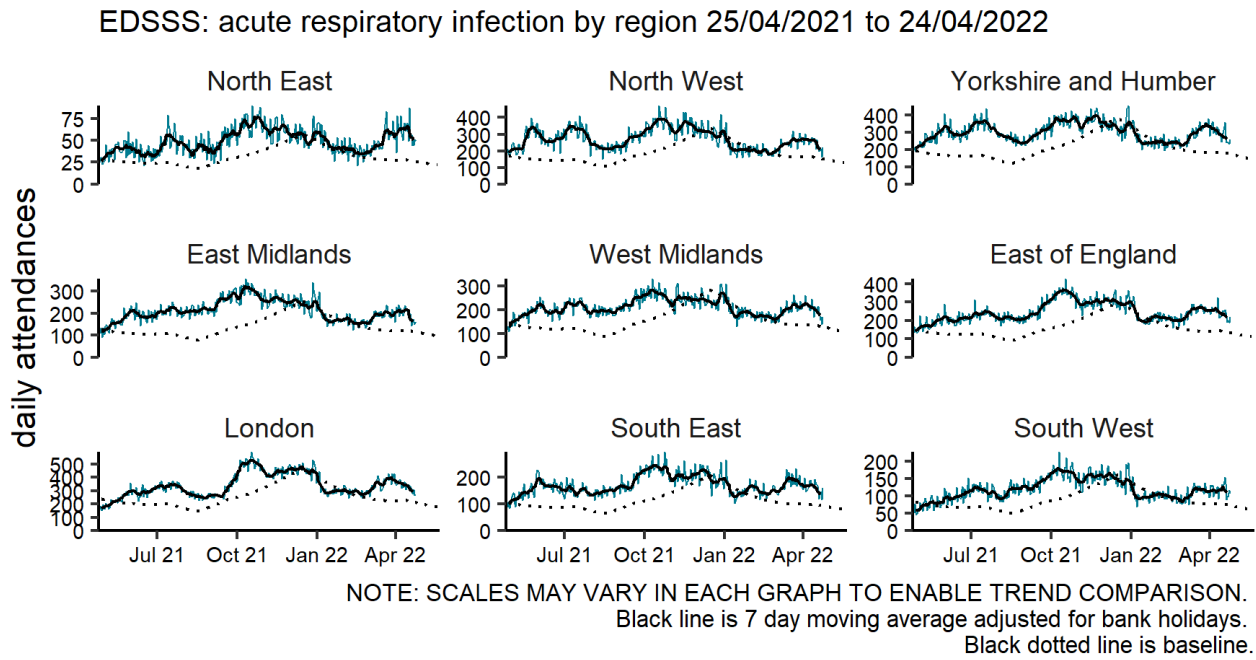 EDSSS: acute respiratory infection by region 25/04/2021 to 24/04/2022
daily attendances
North East
75
50
25
0
North West
400
300
200
100
0
Yorkshire and Humber
400
300
200
100
0
East Midlands
300
200
100
0
West Midlands
300
200
100
0
East of England
400
300
200
100
0
London
500
400
300
200
100
0
Jul 21 Oct 21 Jan 22 Apr 22
South East
200
100
0
Jul 21 Oct 21 Jan 22 Apr 22
South West
200
150
100
50
0
Jul 21 Oct 21 Jan 22 Apr 22
NOTE: SCALES MAY VARY IN EACH GRAPH TO ENABLE TREND COMPARISON.
Black line is 7 day moving average adjusted for bank holidays.
Black dotted line is baseline.